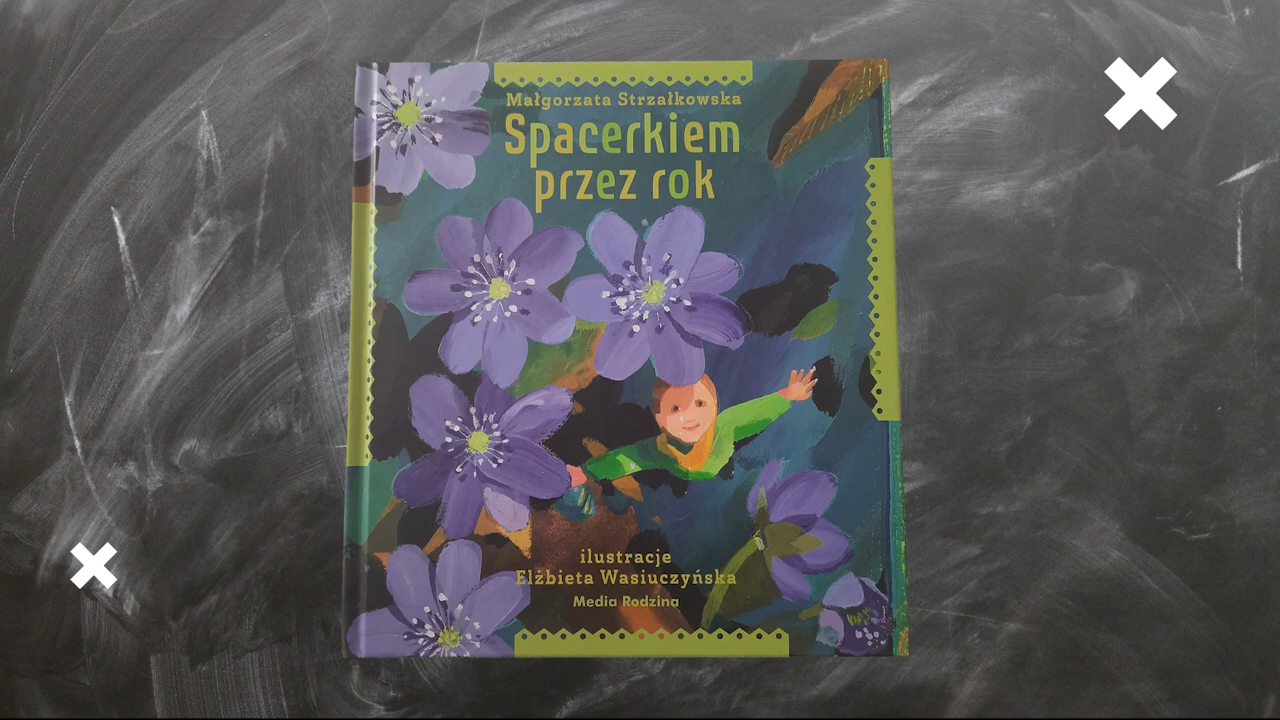 Małgorzata Strzałkowska
Spacerkiem
przez rok
ilustracje
Elżbieta Wasiuczyńska
Media Rodzina